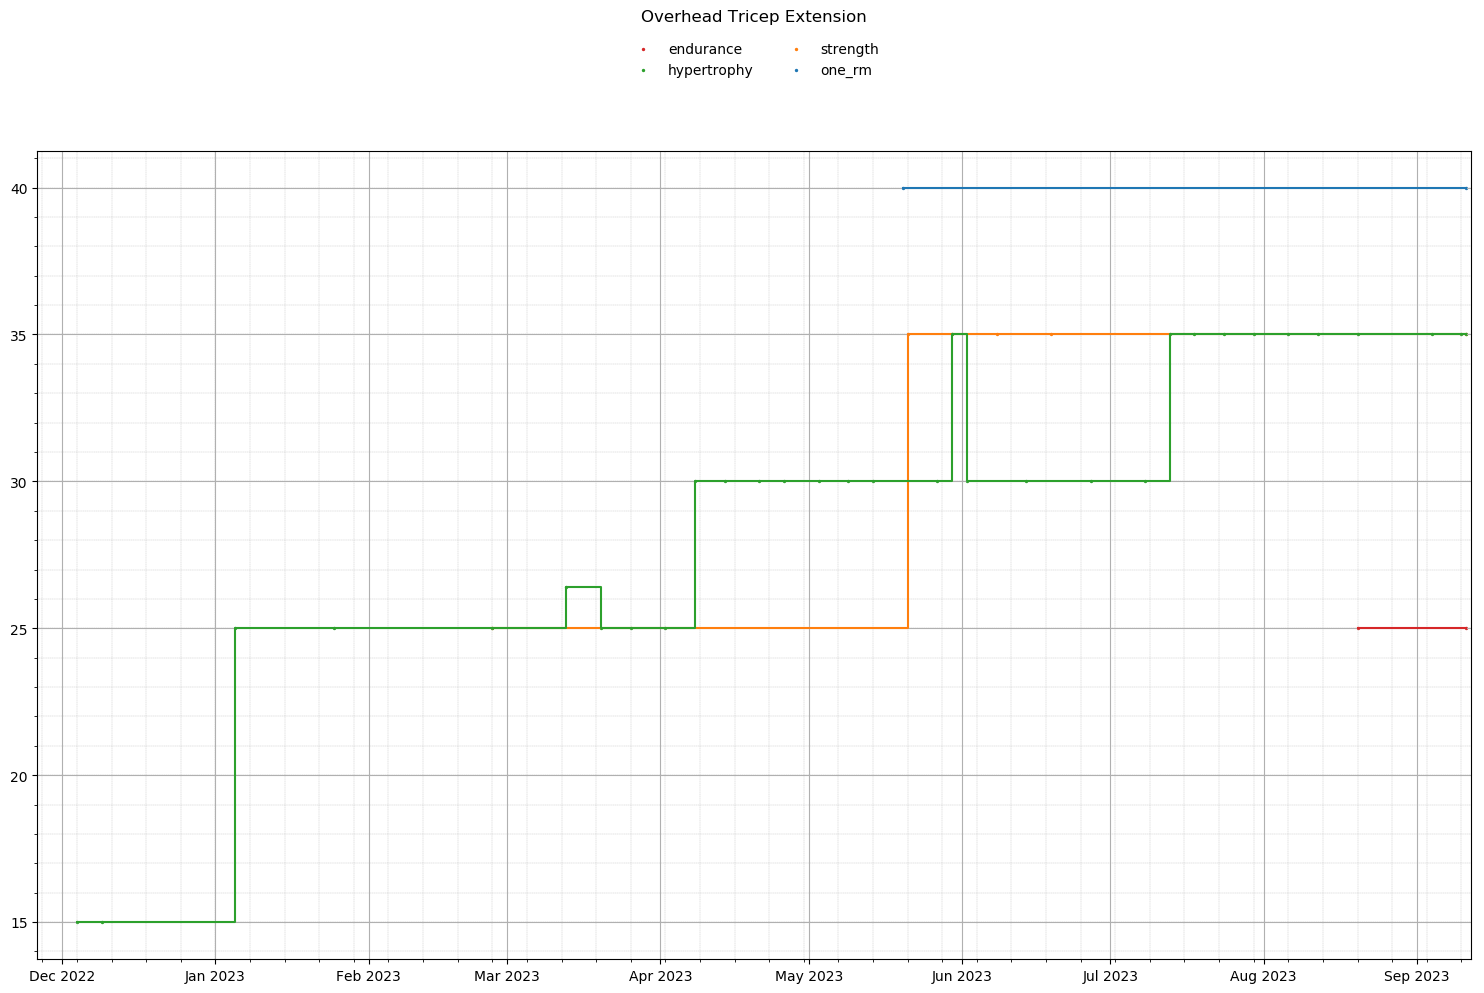 Overhead Tricep Extension
endurance strength
hypertrophy one_rm
40
35
30
25
20
15
Dec 2022 Jan 2023 Feb 2023 Mar 2023 Apr 2023 May 2023 Jun 2023 Jul 2023 Aug 2023 Sep 2023